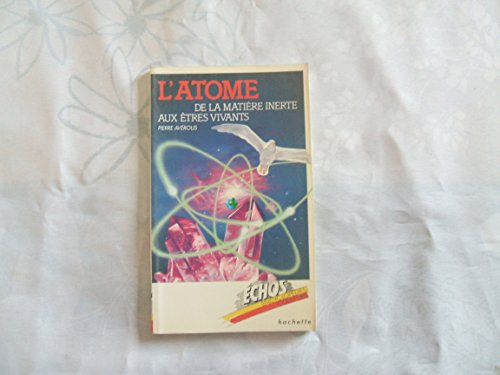 L'ATOME
DE LA MATIÈRE INERTE
AUX ÊTRES VIVANTS
PIERRE AVÉROUS
ÉCHOS
hachette